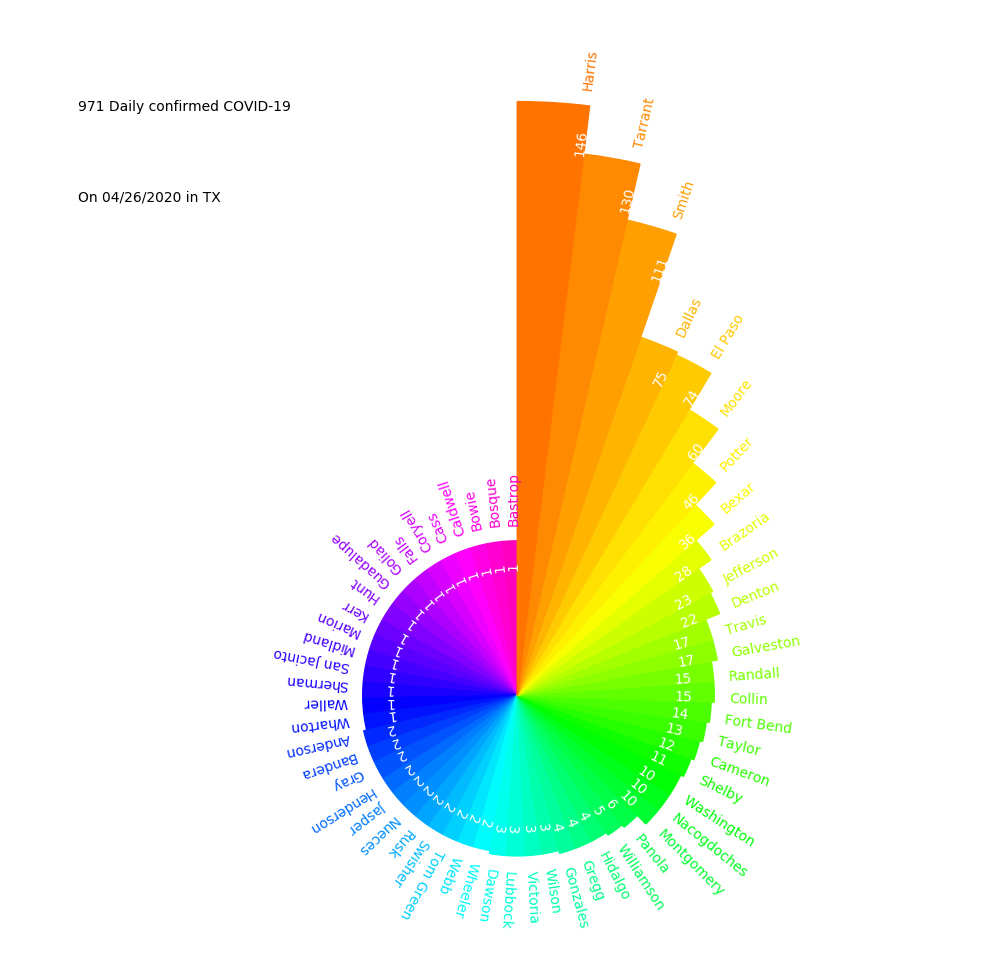 971 Daily confirmed COVID-19
On 04/26/2020 in TX
Harris
146
Tarrant
130
Smith
111
Dallas
75
El Paso
74
Moore
60
Potter
46
Bexar
36
Brazoria
28
Jefferson
23
Denton
22
Travis
17
Galveston
17
Randall
15
Collin
15
Fort Bend
14
Taylor
13
Cameron
12
Shelby
11
Washington
10
Nacogdoches
10
Montgomery
10
Panola
6
Williamson
5
Hidalgo
4
Gregg
4
Gonzales
4
Wilson
3
Victoria
3
Lubbock
3
Dawson
3
Wheeler
2
Webb
2
Tom Green
2
Swisher
2
Rusk
2
Nueces
2
Jasper
2
Henderson
2
Gray
2
Bandera
2
Anderson
2
Wharton
1
Waller
1
Sherman
1
San Jacinto
1
Midland
1
Marion
1
Kerr
1
Hunt
1
Guadalupe
1
Goliad
1
Falls
1
Coryell
1
Cass
1
Caldwell
1
Bowie
1
Bosque
1
Bastrop
1